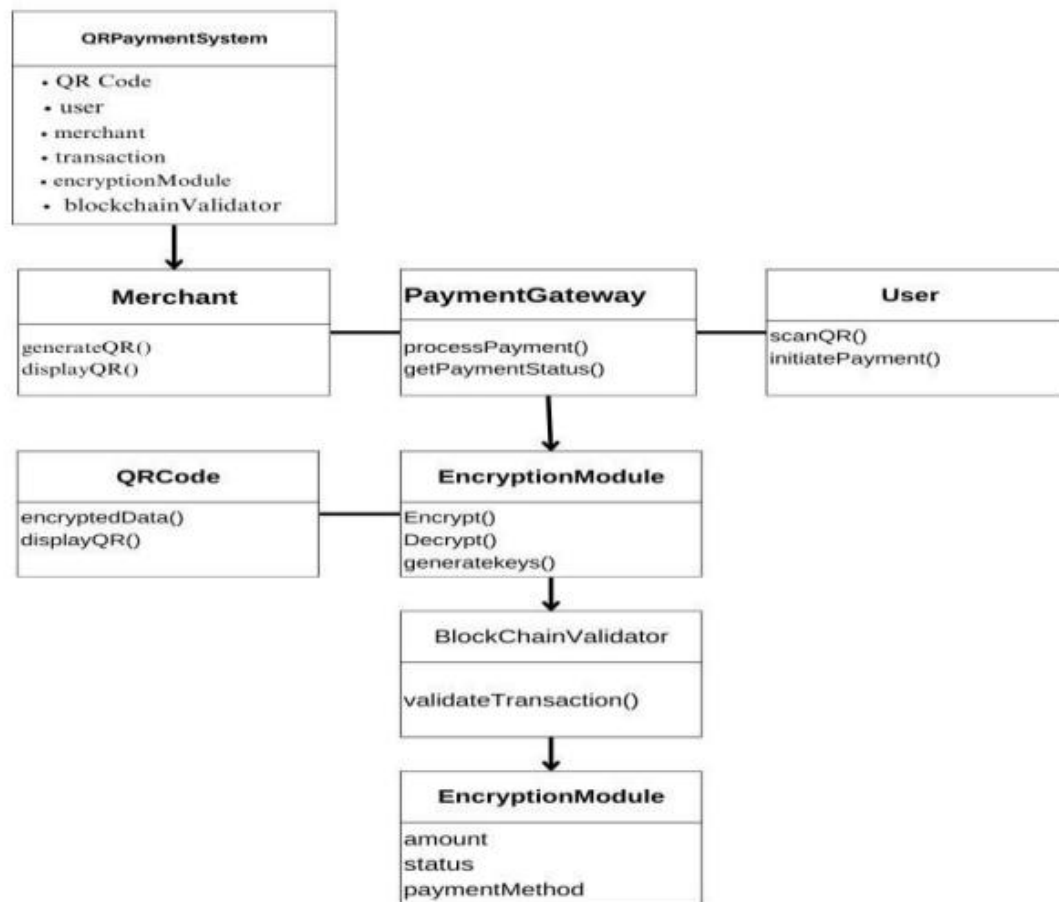 QRPaymentSystem
• QR Code
• user
• merchant
• transaction
• encryptionModule
• blockchainValidator
Merchant
generateQR()
displayQR()
PaymentGateway
processPayment()
getPaymentStatus()
User
scanQR()
initiatePayment()
QRCode
encryptedData()
displayQR()
EncryptionModule
Encrypt()
Decrypt()
generatekeys()
BlockChainValidator
validateTransaction()
EncryptionModule
amount
status
paymentMethod